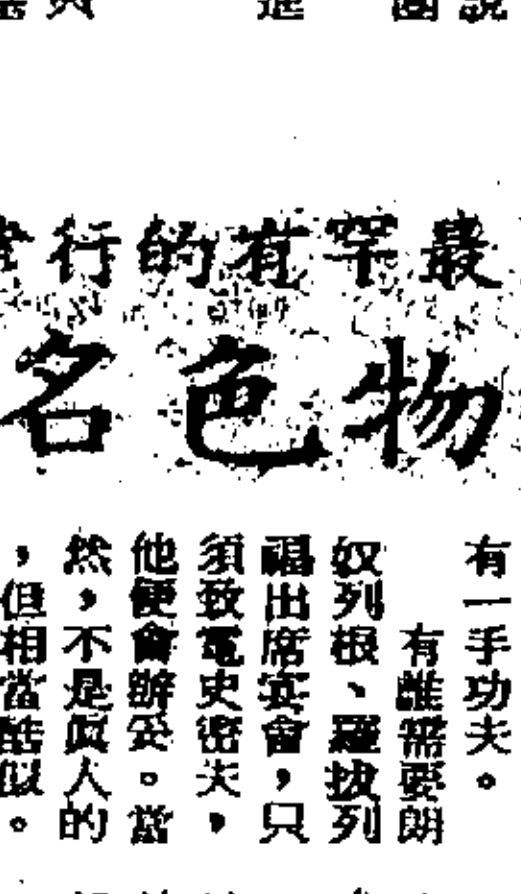 最罕有的行
物色名
有一手功夫。
有誰需要朗
奴列根、羅拔列
福出席宴會，只
須致電史密夫，
他便會辦妥。當
然，不是真人的
，但相當酷似。